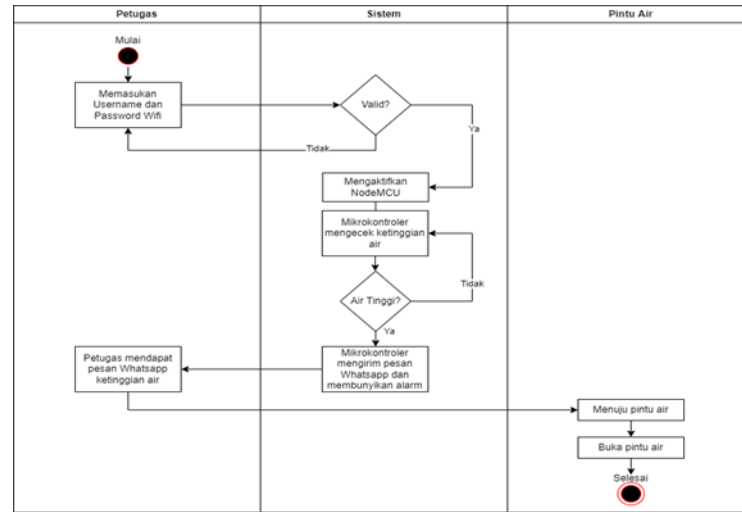 Petugas
Sistem
Pintu Air
Mulai
Memasukan
Username dan
Password Wifi
Valid?
Ya
Tidak
Mengaktifkan
NodeMCU
Mikrokontroler
mengecek ketinggian
air
Tidak
Air Tinggi?
Ya
Petugas mendapat
pesan Whatsapp
ketinggian air
Mikrokontroler
mengirim pesan
Whatsapp dan
membunyikan alarm
Menuju pintu air
Buka pintu air
Selesai